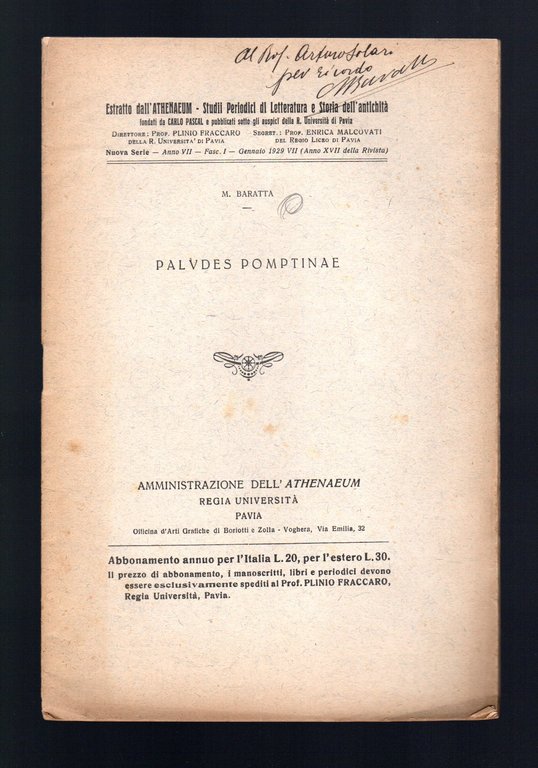 Al Prof. Arturo Solari
per ricordo
MBaratta
Estratto dall'ATHENAEUM - Studii Periodici di Letteratura e Storia dell'antichità
fondati da CARLO PASCAL e pubblicati sotto gli auspici della R. Università di Pavia
DIRETTORE: PROF. PLINIO FRACCARO SEGRET.: PROF. ENRICA MALCOVATI
DELLA R. UNIVERSITA' DI PAVIA DEL REGIO LICEO DI PAVIA
Nuova Serie — Anno VII — Fasc. I — Gennaio 1929 VII (Anno XVII della Rivista)
M. BARATTA
PALVDES POMPTINAE
AMMINISTRAZIONE DELL'ATHENAEUM
REGIA UNIVERSITÀ
PAVIA
Officina d'Arti Grafiche di Boriotti e Zolla - Voghera, Via Emilia, 32
Abbonamento annuo per l'Italia L. 20, per l'estero L. 30.
Il prezzo di abbonamento, i manoscritti, libri e periodici devono
essere esclusivamente spediti al Prof. PLINIO FRACCARO,
Regia Università, Pavia.